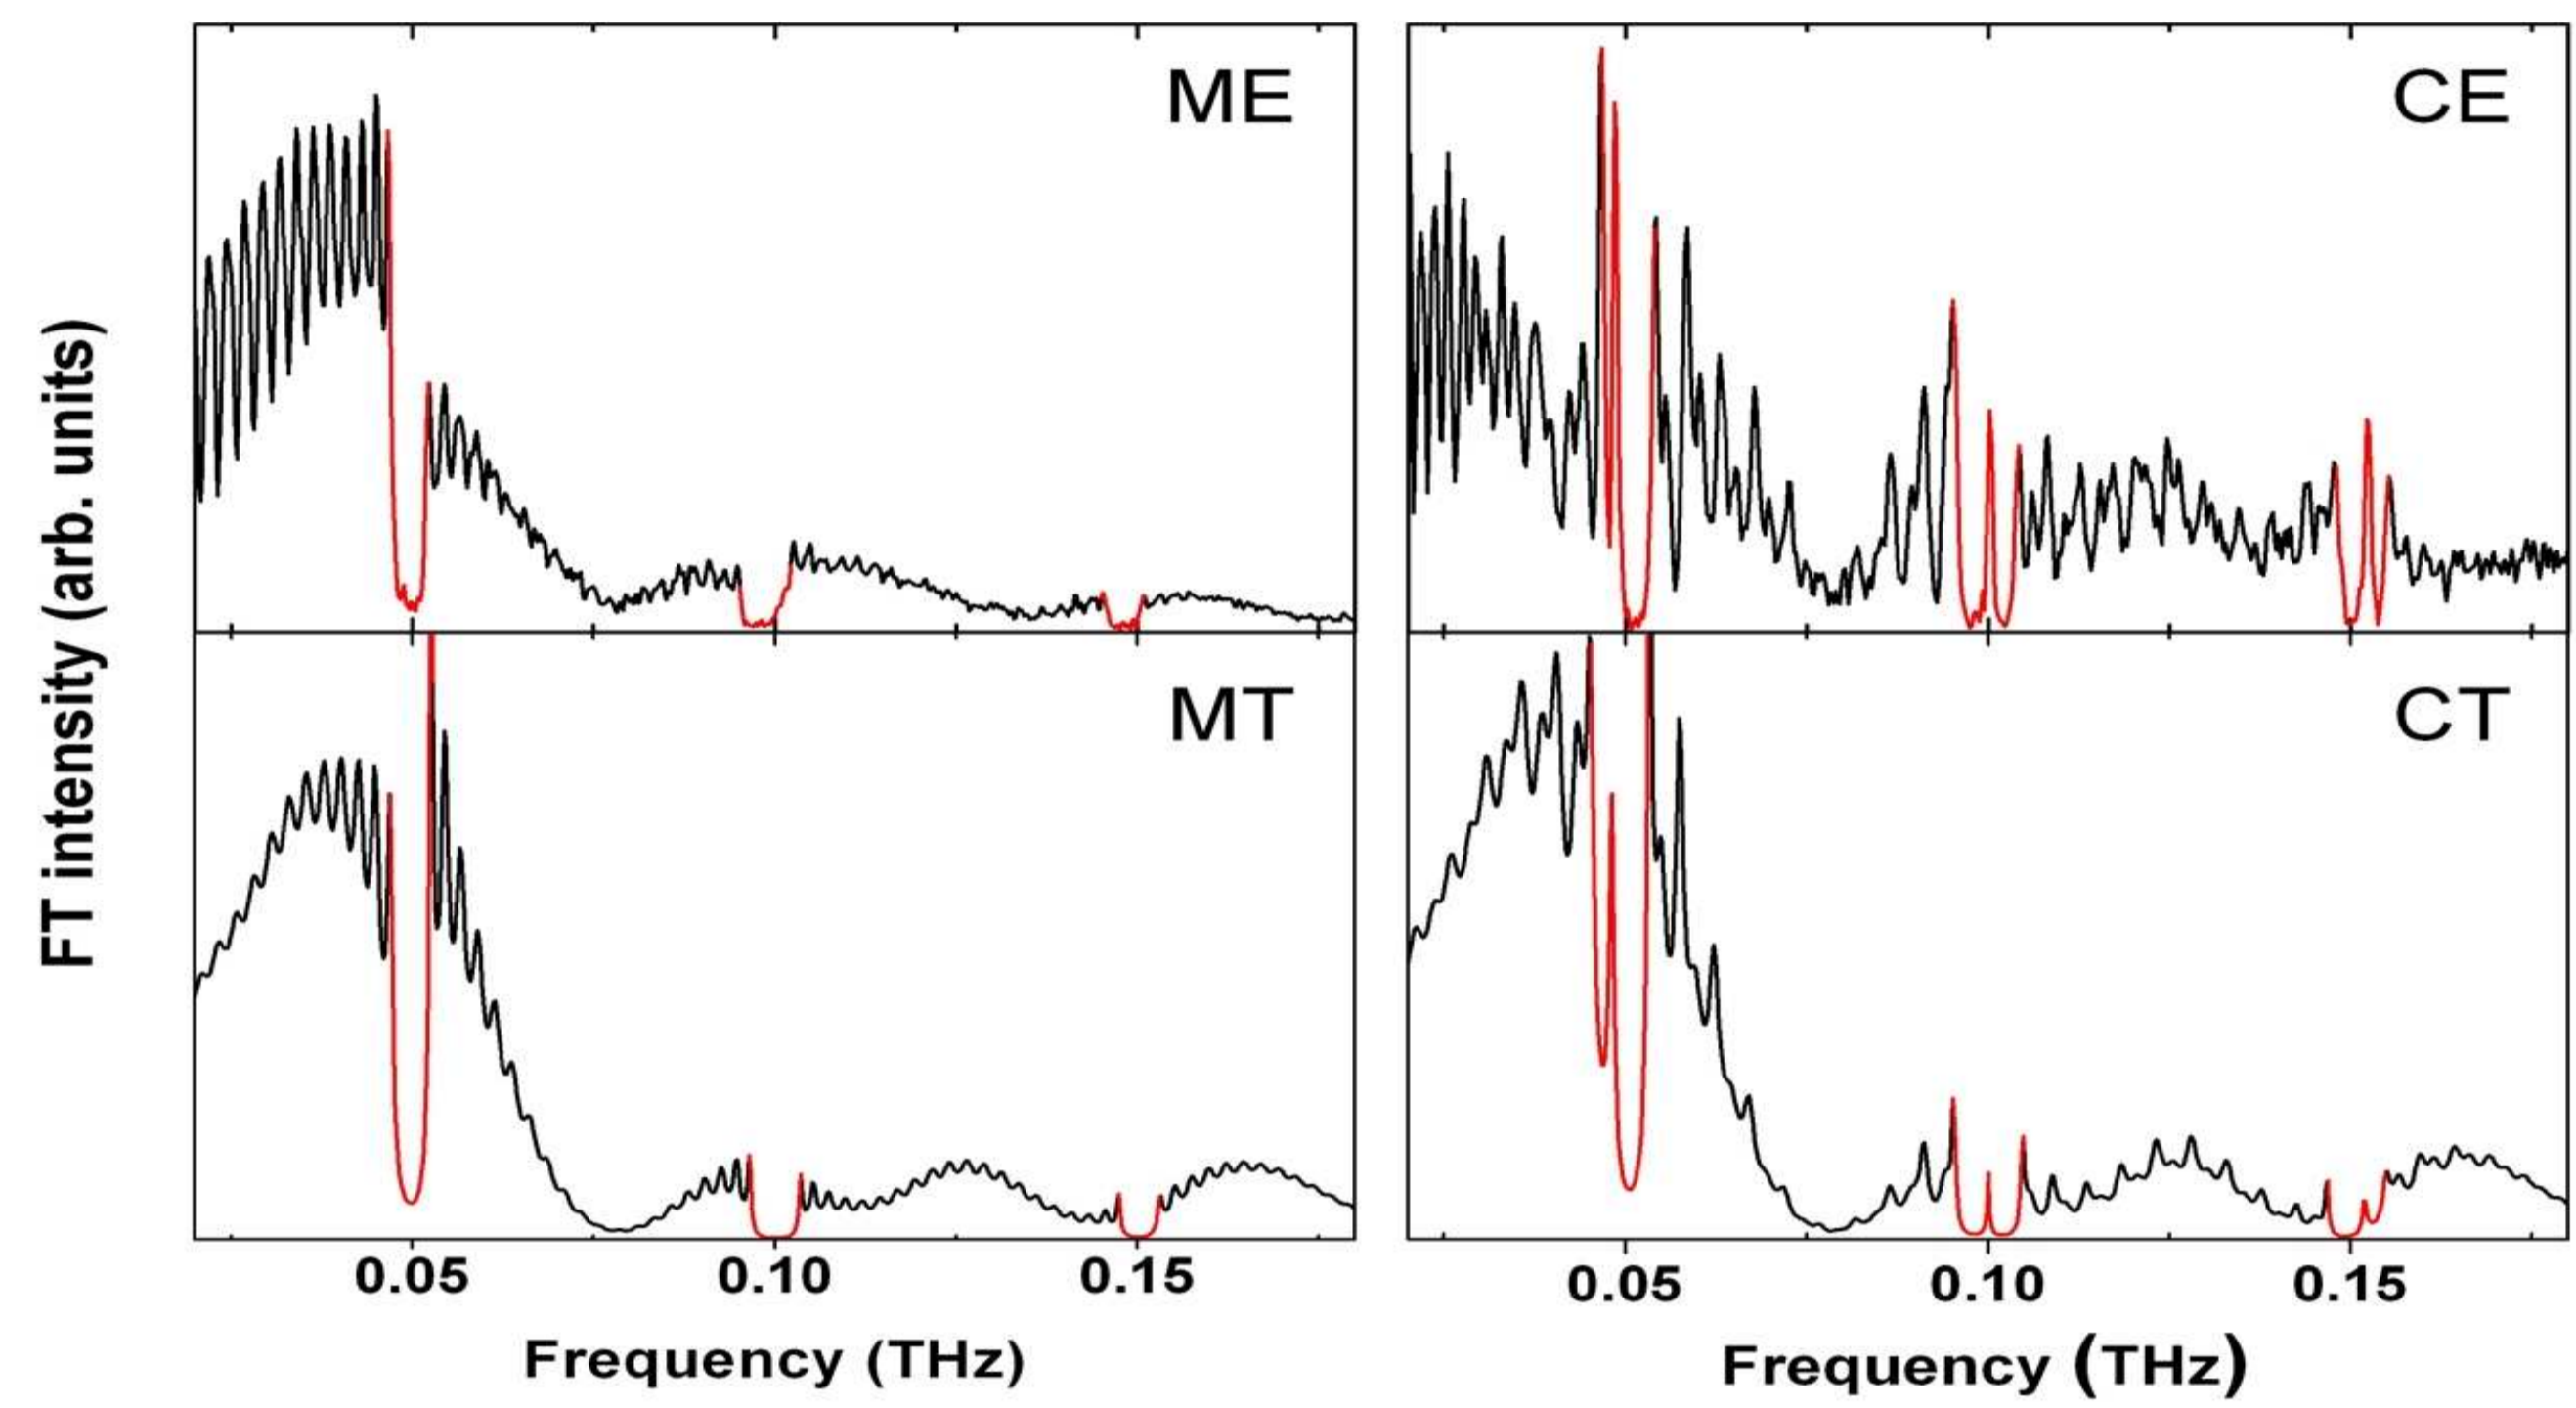 FT intensity (arb. units)
ME
CE
MT
CT
0.05 0.10 0.15
0.05 0.10 0.15
Frequency (THz)
Frequency (THz)